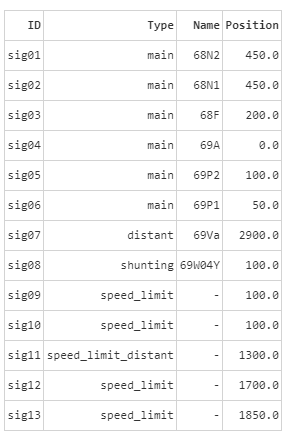 ID Type Name Position
sig01 main 68N2 450.0
sig02 main 68N1 450.0
sig03 main 68F 200.0
sig04 main 69A 0.0
sig05 main 69P2 100.0
sig06 main 69P1 50.0
sig07 distant 69Va 2900.0
sig08 shunting 69W04Y 100.0
sig09 speed_limit - 100.0
sig10 speed_limit - 100.0
sig11 speed_limit_distant - 1300.0
sig12 speed_limit - 1700.0
sig13 speed_limit - 1850.0